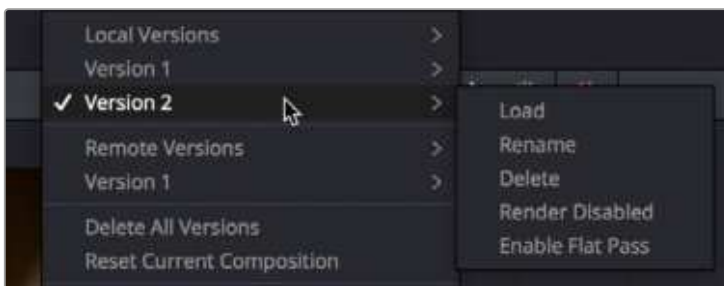 Local Versions
Version 1
Version 2
Remote Versions
Version 1
Delete All Versions
Reset Current Composition
Load
Rename
Delete
Render Disabled
Enable Flat Pass